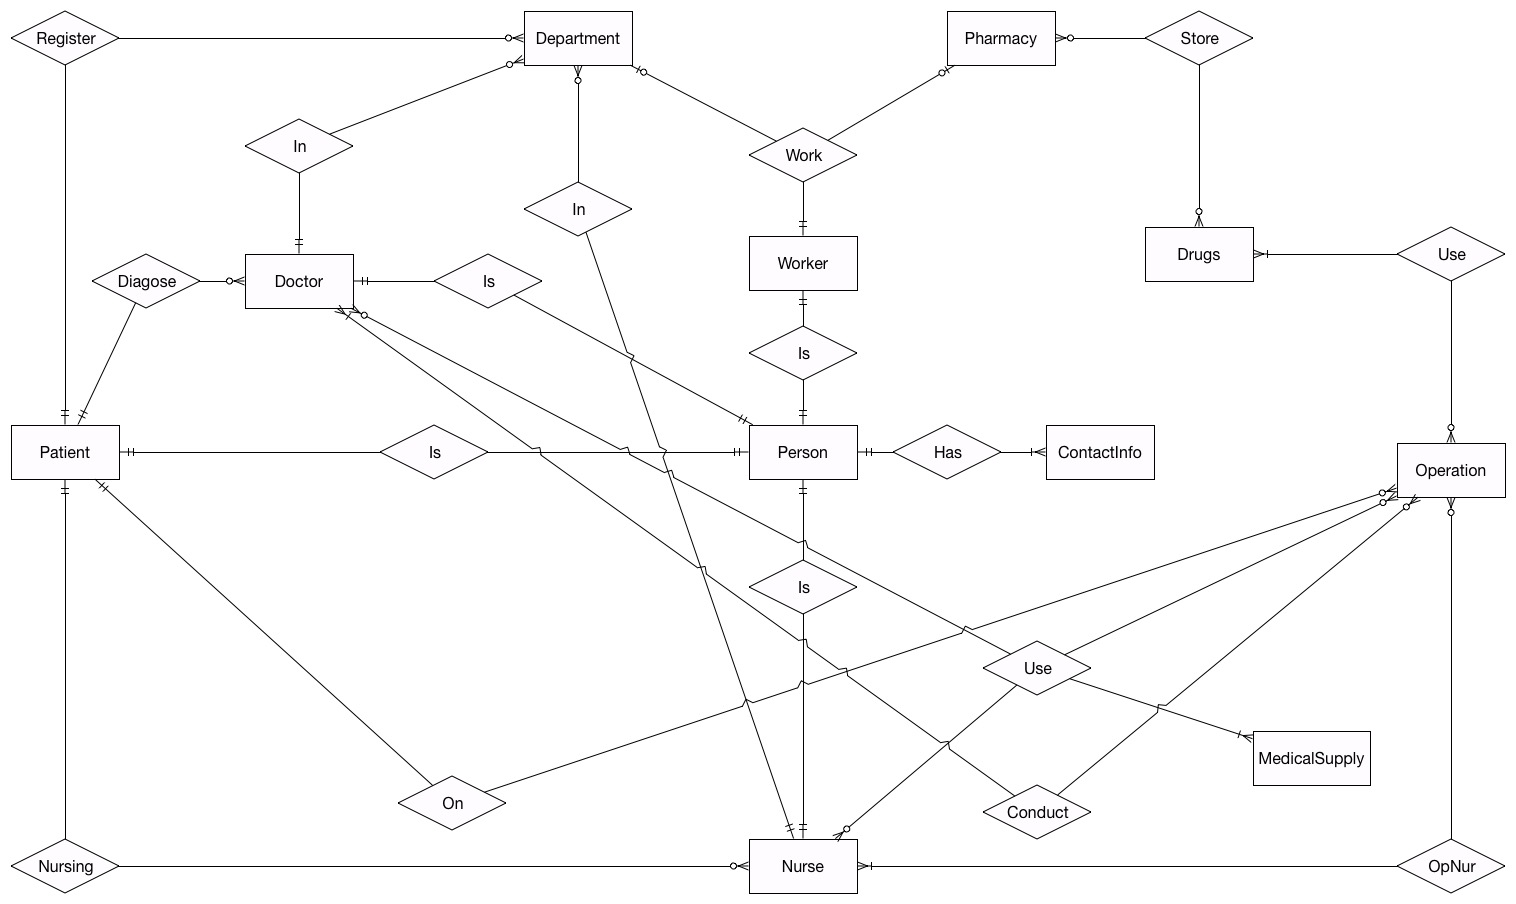 Register
Department
Pharmacy
Store
In
Work
In
Diagose
Doctor
Is
Worker
Drugs
Use
Is
Patient
Is
Person
Has
ContactInfo
Operation
Is
Use
MedicalSupply
On
Conduct
Nursing
Nurse
OpNur